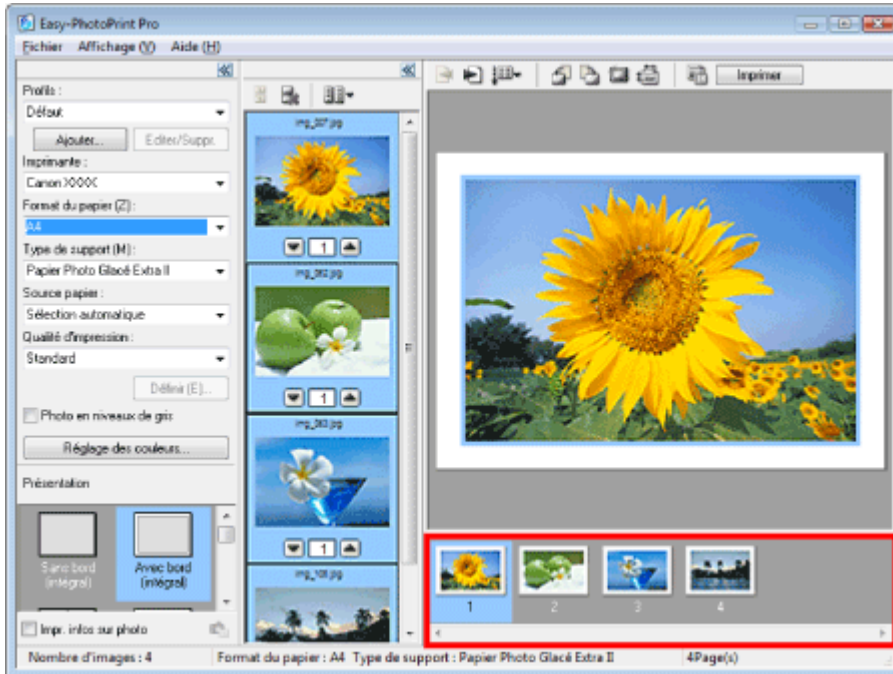 Easy-PhotoPrint Pro
Fichier Affichage (V) Aide (H)
Profils :
Défaut
Ajouter... Editer/Suppr.
Imprimante :
Canon XXXX
Format du papier (Z) :
A4
Type de support (M) :
Papier Photo Glacé Extra II
Source papier :
Sélection automatique
Qualité d'impression :
Standard
Définir (E)...
Photo en niveaux de gris
Réglage des couleurs...
Présentation
Sans bord
(intégral)
Avec bord
(intégral)
Impr. infos sur photo
1
1
1
Imprimer
1 2 3 4
Nombre d'images : 4 Format du papier : A4 Type de support : Papier Photo Glacé Extra II 4Page(s)